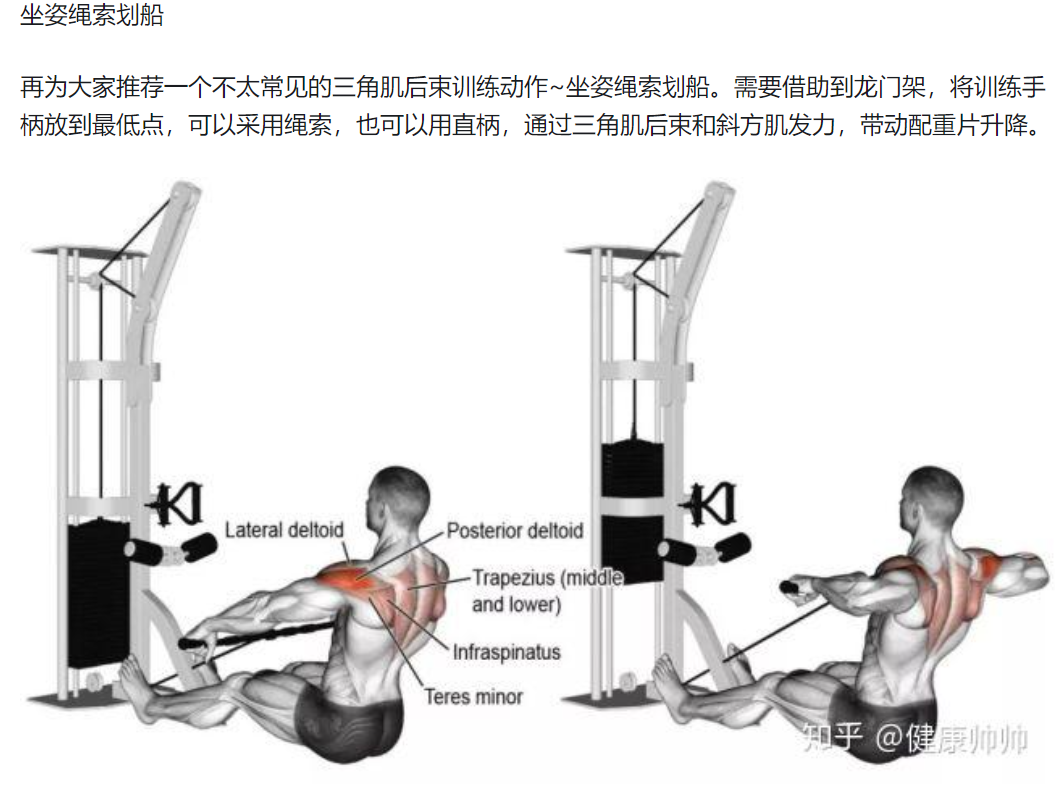 坐姿绳索划船
再为大家推荐一个不太常见的三角肌后束训练动作~坐姿绳索划船。需要借助到龙门架，将训练手
柄放到最低点，可以采用绳索，也可以用直柄，通过三角肌后束和斜方肌发力，带动配重片升降。
Lateral deltoid
Posterior deltoid
Trapezius (middle
and lower)
Infraspinatus
Teres minor
知乎 @健康帅帅